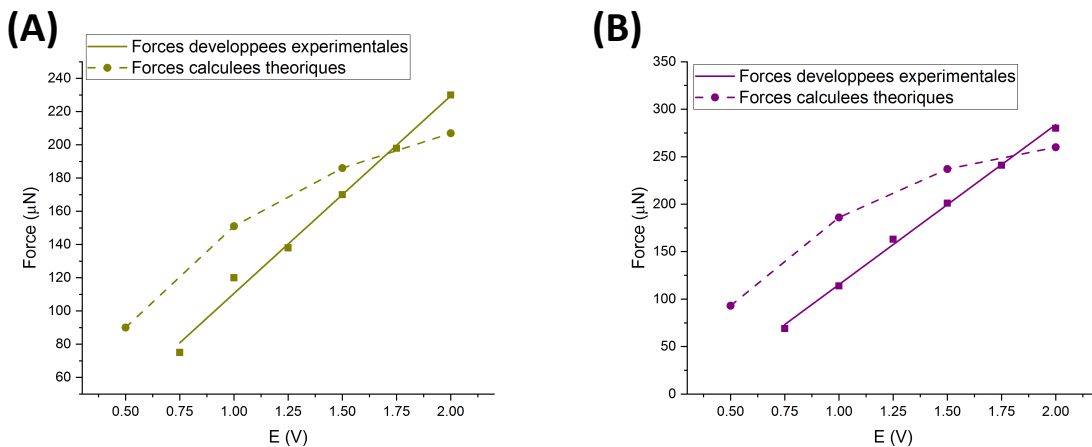 (A)
Forces developpees experimentales
Forces calculees theoriques
240
220
200
180
160
140
120
100
80
60
Force (µN)
0.50 0.75 1.00 1.25 1.50 1.75 2.00
E (V)
(B)
350
Forces developpees experimentales
Forces calculees theoriques
300
250
200
150
100
50
0
Force (µN)
0.50 0.75 1.00 1.25 1.50 1.75 2.00
E (V)